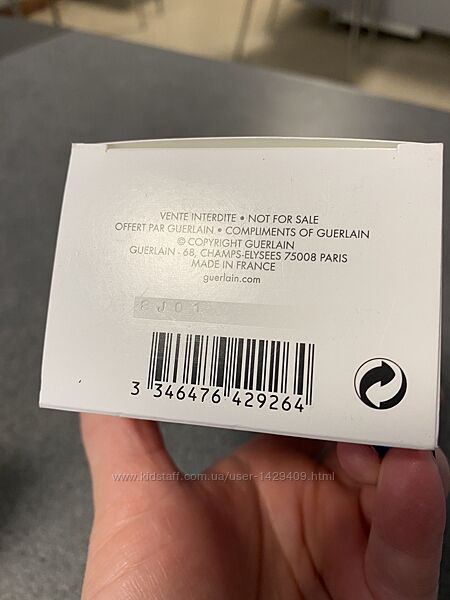 VENTE INTERDITE • NOT FOR SALE
OFFERT PAR GUERLAIN • COMPLIMENTS OF GUERLAIN
© COPYRIGHT GUERLAIN
GUERLAIN - 68, CHAMPS-ELYSEES 75008 PARIS
MADE IN FRANCE
guerlain.com
8J01
3 346476 429264
www.kidstaff.com.ua/user-1429409.html